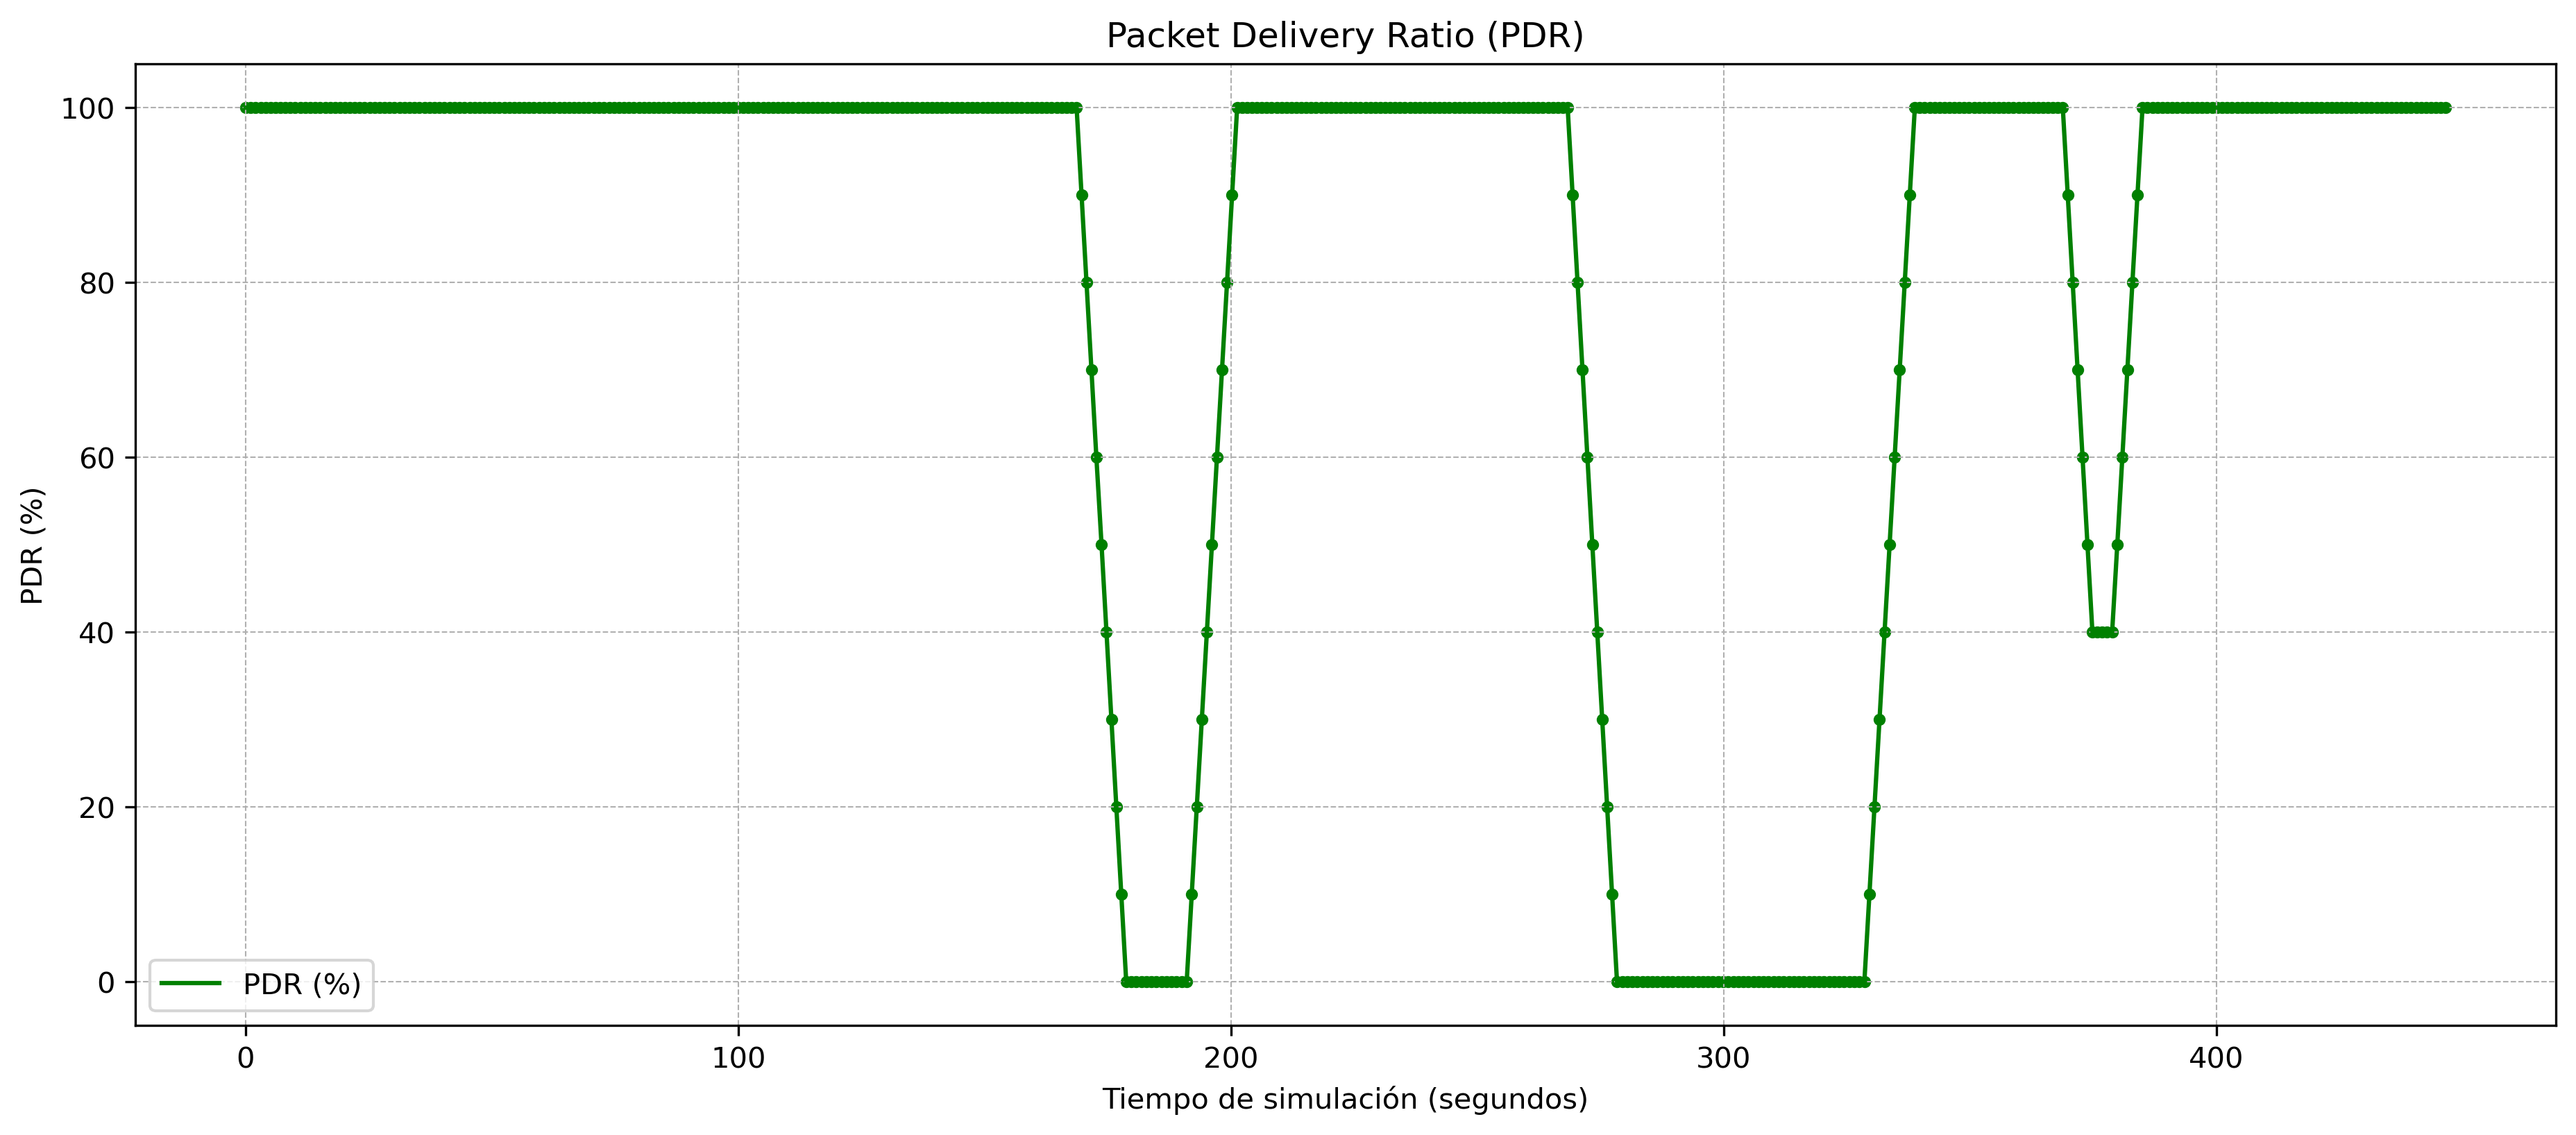 Packet Delivery Ratio (PDR)
100
80
60
40
20
0
PDR (%)
PDR (%)
0 100 200 300 400
Tiempo de simulación (segundos)